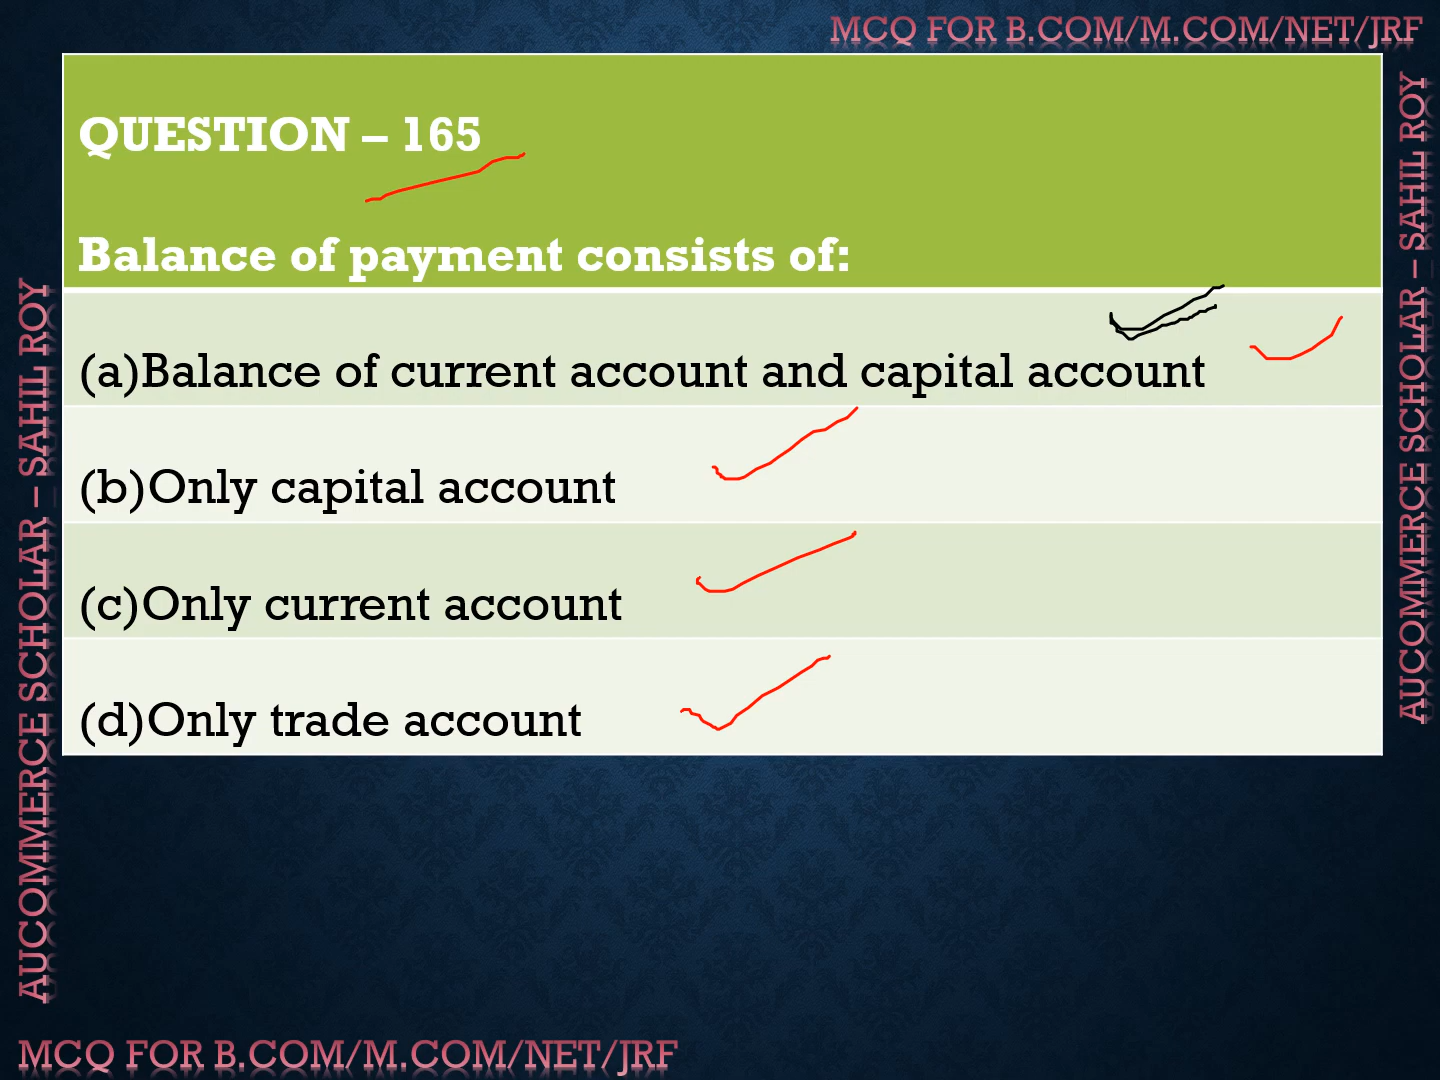 MCQ FOR B.COM/M.COM/NET/JRF
QUESTION – 165
Balance of payment consists of:
(a)Balance of current account and capital account
(b)Only capital account
(c)Only current account
(d)Only trade account
AUCOMMERCE SCHOLAR – SAHIL ROY
AUCOMMERCE SCHOLAR – SAHIL ROY
MCQ FOR B.COM/M.COM/NET/JRF